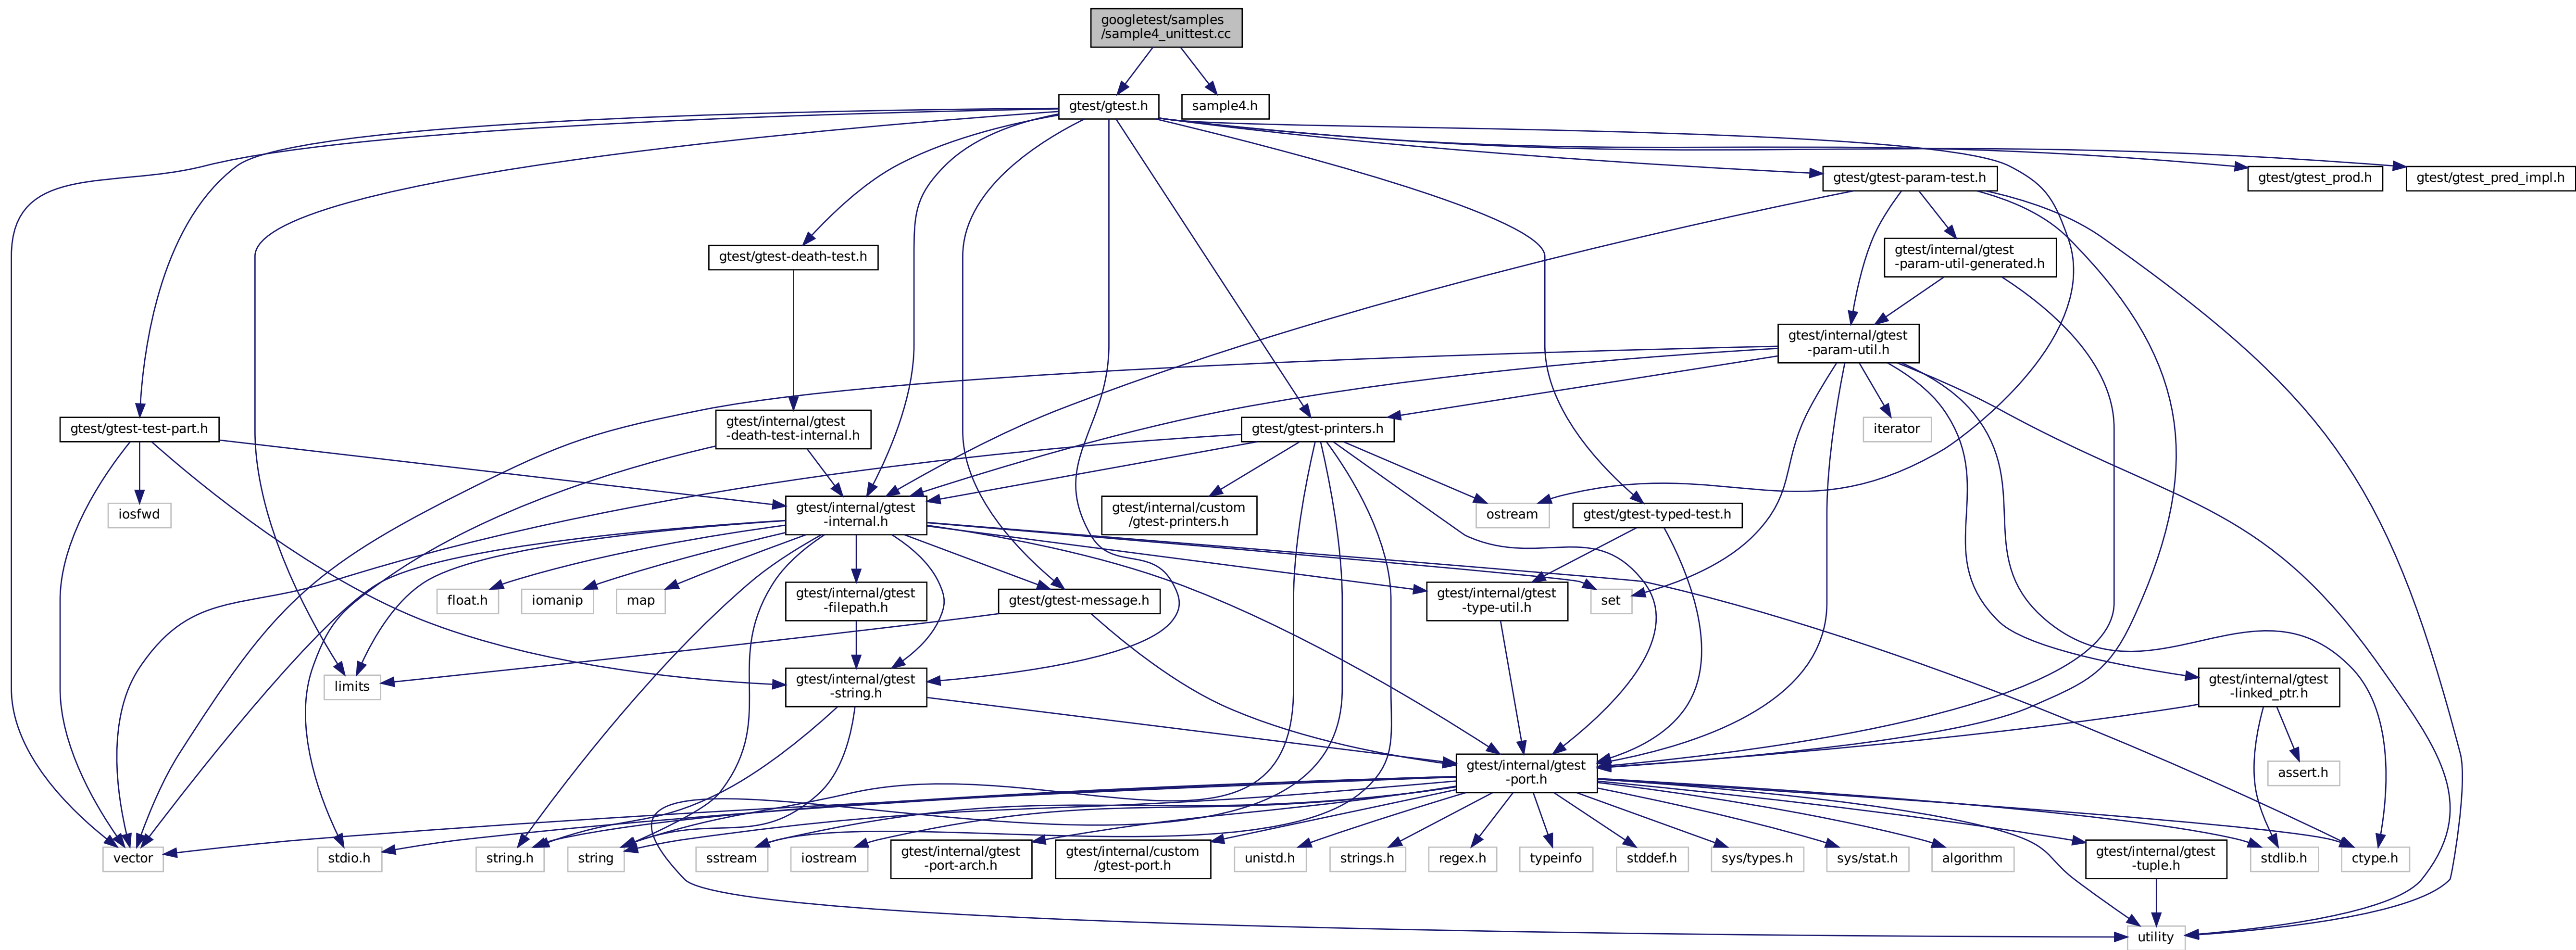 googletest/samples
/sample4_unittest.cc
gtest/gtest.h
sample4.h
gtest/gtest-param-test.h
gtest/gtest_prod.h
gtest/gtest_pred_impl.h
gtest/gtest-death-test.h
gtest/internal/gtest
-param-util-generated.h
gtest/internal/gtest
-param-util.h
gtest/gtest-test-part.h
gtest/internal/gtest
-death-test-internal.h
gtest/gtest-printers.h
iterator
iosfwd
gtest/internal/gtest
-internal.h
gtest/internal/custom
/gtest-printers.h
ostream
gtest/gtest-typed-test.h
float.h
iomanip
map
gtest/internal/gtest
-filepath.h
gtest/gtest-message.h
gtest/internal/gtest
-type-util.h
set
limits
gtest/internal/gtest
-string.h
gtest/internal/gtest
-linked_ptr.h
gtest/internal/gtest
-port.h
assert.h
vector
stdio.h
string.h
string
sstream
iostream
gtest/internal/gtest
-port-arch.h
gtest/internal/custom
/gtest-port.h
unistd.h
strings.h
regex.h
typeinfo
stddef.h
sys/types.h
sys/stat.h
algorithm
gtest/internal/gtest
-tuple.h
stdlib.h
ctype.h
utility